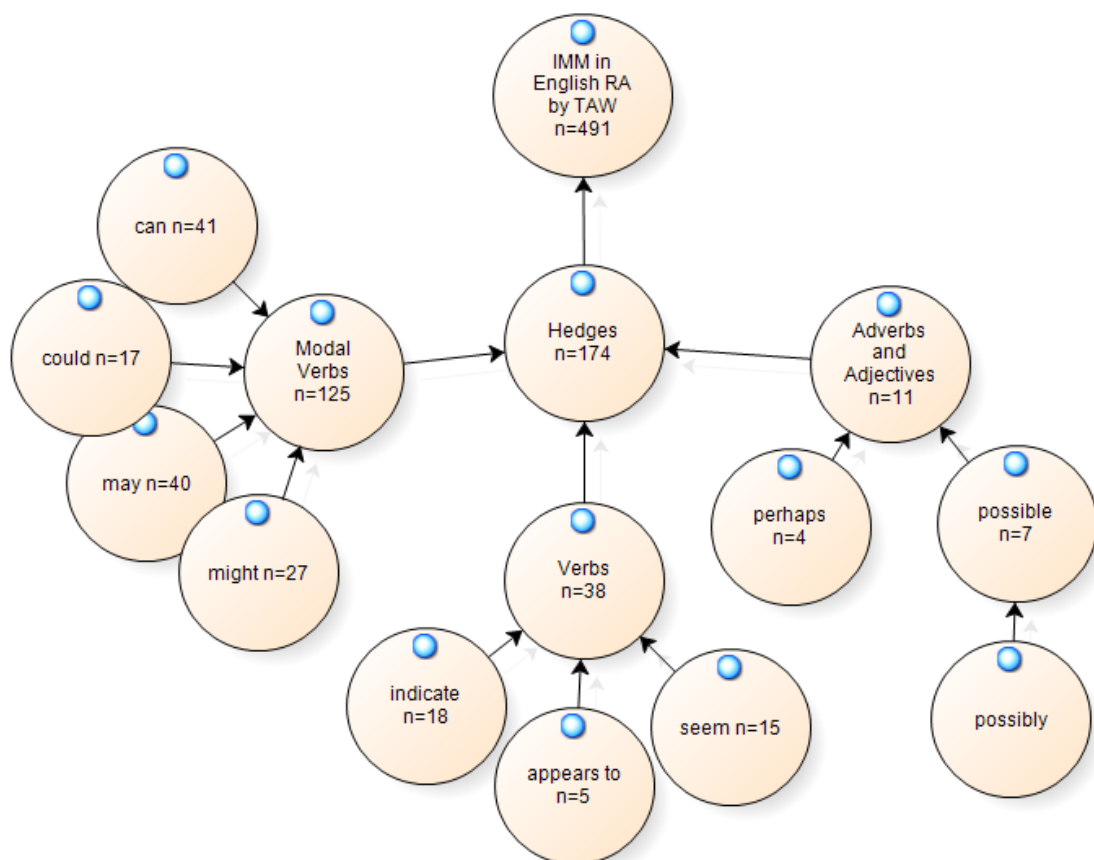 IMM in
English RA
by TAW
n=491
can n=41
could n=17
may n=40
might n=27
Modal
Verbs
n=125
Hedges
n=174
Adverbs
and
Adjectives
n=11
perhaps
n=4
possible
n=7
possibly
Verbs
n=38
indicate
n=18
appears to
n=5
seem n=15